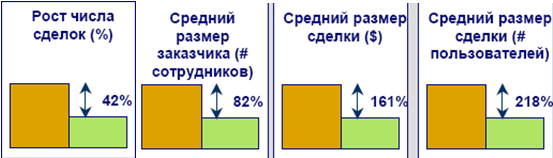 Рост числа
сделок (%)
42%
Средний
размер
заказчика (#
сотрудников)
82%
Средний размер
сделки ($)
161%
Средний размер
сделки (#
пользователей)
218%